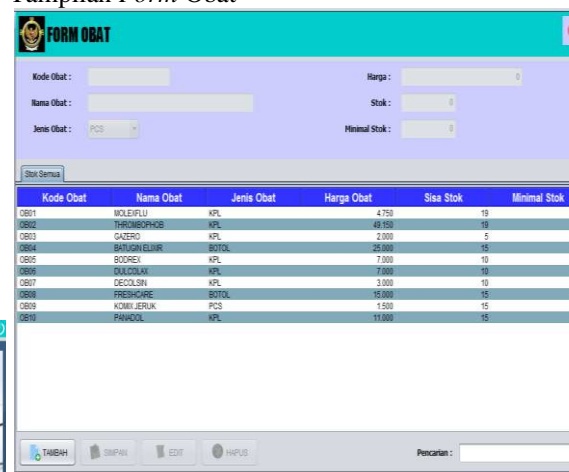 Tampilan Form Obat
FORM OBAT
Kode Obat : Harga : 0
Nama Obat : Stok : 0
Jenis Obat : PCS Minimal Stok : 0
Stok Semua
Kode Obat Nama Obat Jenis Obat Harga Obat Sisa Stok Minimal Stok
OB01 MOLEXFLU KPL 4.750 19
OB02 THROMBOPHOB KPL 49.150 19
OB03 GAZERO KPL 2.000 5
OB04 BATUGIN ELIXIR BOTOL 25.000 15
OB05 BODREX KPL 7.000 10
OB06 DULCOLAX KPL 7.000 10
OB07 DECOLSIN KPL 3.000 10
OB08 FRESHCARE BOTOL 15.000 15
OB09 KOMIX JERUK PCS 1.500 15
OB10 PANADOL KPL 11.000 15
TAMBAH SIMPAN EDIT HAPUS Pencarian :